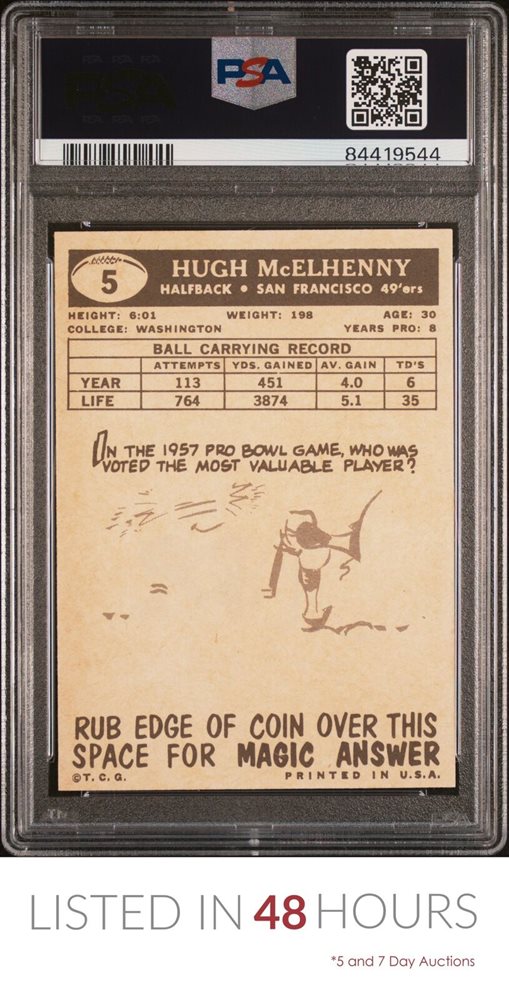 PSA
84419544
5
HUGH McELHENNY
HALFBACK • SAN FRANCISCO 49'ers
HEIGHT: 6:01 WEIGHT: 198 AGE: 30
COLLEGE: WASHINGTON YEARS PRO: 8
BALL CARRYING RECORD
ATTEMPTS YDS. GAINED AV. GAIN TD'S
YEAR 113 451 4.0 6
LIFE 764 3874 5.1 35
IN THE 1957 PRO BOWL GAME, WHO WAS
VOTED THE MOST VALUABLE PLAYER?
RUB EDGE OF COIN OVER THIS
SPACE FOR MAGIC ANSWER
©T. C. G. PRINTED IN U.S.A.
LISTED IN 48 HOURS
*5 and 7 Day Auctions